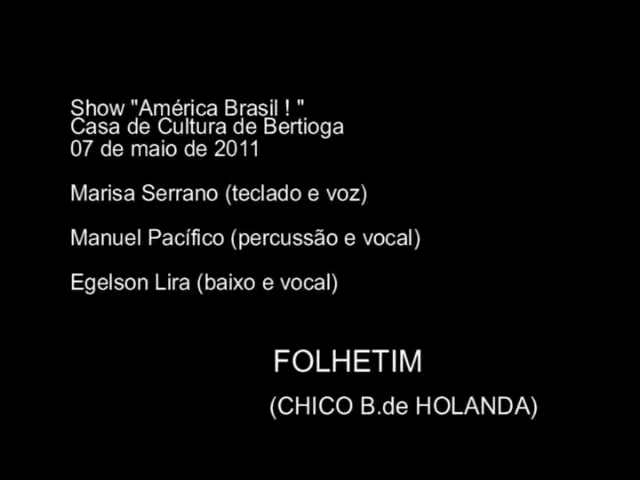 Show "América Brasil ! "
Casa de Cultura de Bertioga
07 de maio de 2011
Marisa Serrano (teclado e voz)
Manuel Pacífico (percussão e vocal)
Egelson Lira (baixo e vocal)
FOLHETIM
(CHICO B.de HOLANDA)